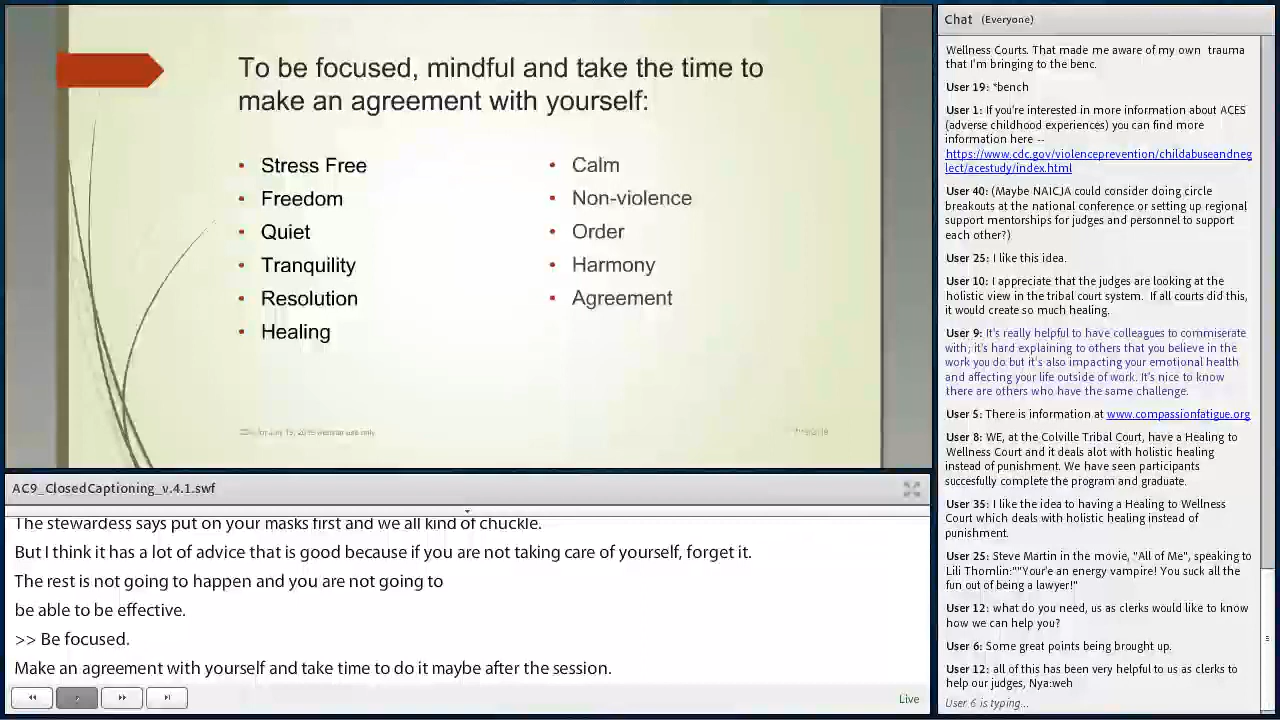 To be focused, mindful and take the time to
make an agreement with yourself:
• Stress Free
• Freedom
• Quiet
• Tranquility
• Resolution
• Healing
• Calm
• Non-violence
• Order
• Harmony
• Agreement
AC9_ClosedCaptioning_v.4.1.swf
The stewardess says put on your masks first and we all kind of chuckle.
But I think it has a lot of advice that is good because if you are not taking care of yourself, forget it.
The rest is not going to happen and you are not going to
be able to be effective.
>> Be focused.
Make an agreement with yourself and take time to do it maybe after the session.
Live
Chat (Everyone)
Wellness Courts. That made me aware of my own trauma
that I'm bringing to the benc.
User 19: *bench
User 1: If you're interested in more information about ACES
(adverse childhood experiences) you can find more
information here --
https://www.cdc.gov/violenceprevention/childabuseandneg
lect/acestudy/index.html
User 40: (Maybe NAICJA could consider doing circle
breakouts at the national conference or setting up regional
support mentorships for judges and personnel to support
each other?)
User 25: I like this idea.
User 10: I appreciate that the judges are looking at the
holistic view in the tribal court system. If all courts did this,
it would create so much healing.
User 9: It's really helpful to have colleagues to commiserate
with; it's hard explaining to others that you believe in the
work you do but it's also impacting your emotional health
and affecting your life outside of work. It's nice to know
there are others who have the same challenge.
User 5: There is information at www.compassionfatigue.org
User 8: WE, at the Colville Tribal Court, have a Healing to
Wellness Court and it deals alot with holistic healing
instead of punishment. We have seen participants
succesfully complete the program and graduate.
User 35: I like the idea to having a Healing to Wellness
Court which deals with holistic healing instead of
punishment.
User 25: Steve Martin in the movie, "All of Me", speaking to
Lili Thomlin:""Your'e an energy vampire! You suck all the
fun out of being a lawyer!"
User 12: what do you need, us as clerks would like to know
how we can help you?
User 6: Some great points being brought up.
User 12: all of this has been very helpful to us as clerks to
help our judges, Nya:weh
User 6 is typing...